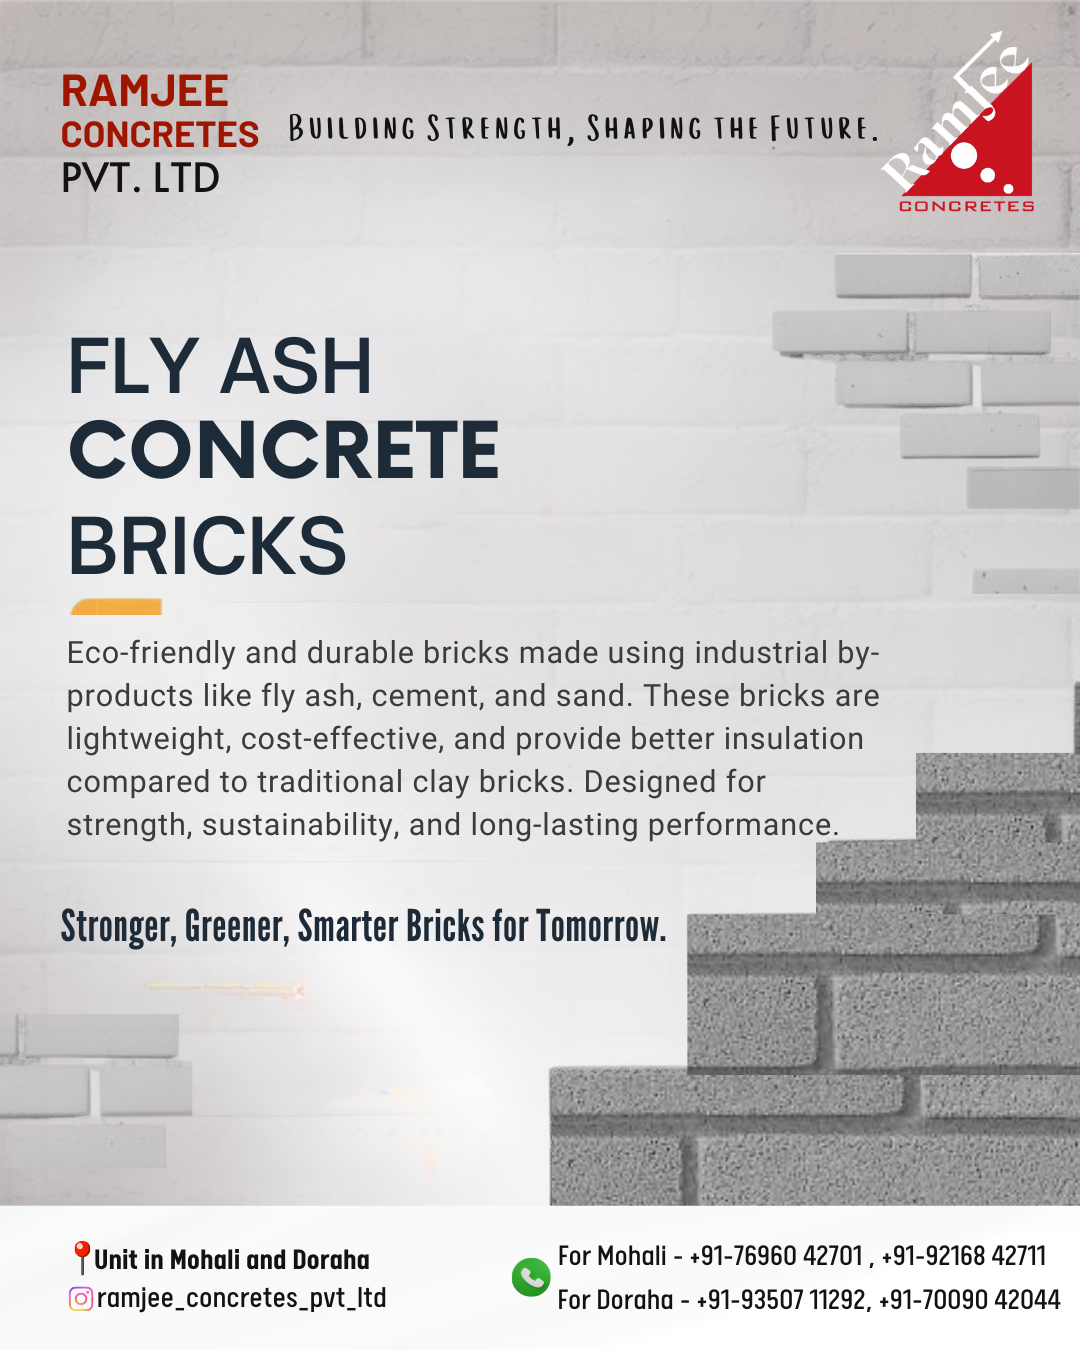 RAMJEE
CONCRETES
PVT. LTD
Building Strength, Shaping the Future.
RamJee
CONCRETES
FLY ASH
CONCRETE
BRICKS
Eco-friendly and durable bricks made using industrial by-
products like fly ash, cement, and sand. These bricks are
lightweight, cost-effective, and provide better insulation
compared to traditional clay bricks. Designed for
strength, sustainability, and long-lasting performance.
Stronger, Greener, Smarter Bricks for Tomorrow.
Unit in Mohali and Doraha
ramjee_concretes_pvt_ltd
For Mohali - +91-76960 42701 , +91-92168 42711
For Doraha - +91-93507 11292, +91-70090 42044